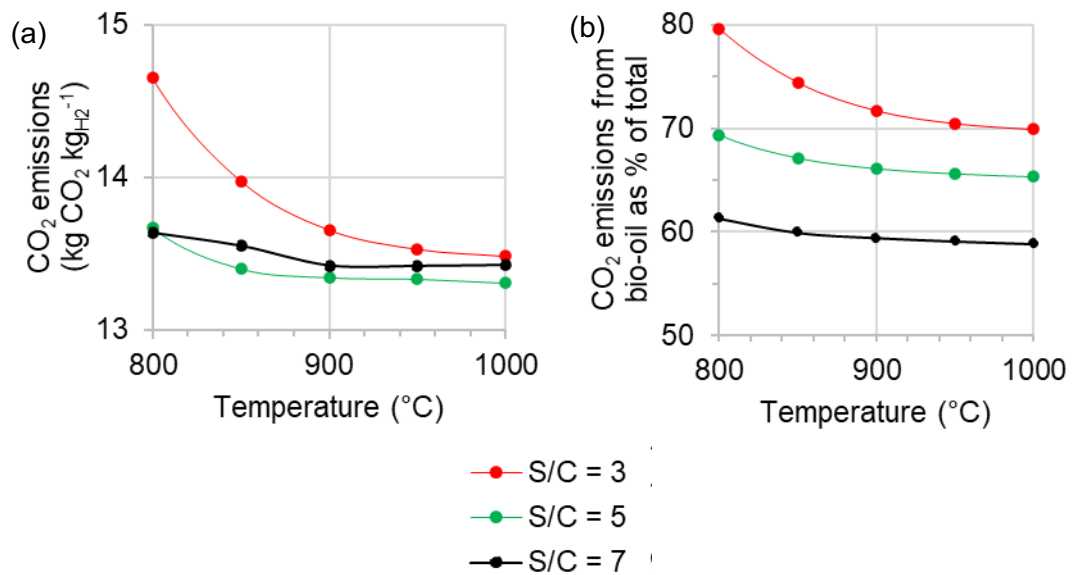 (a)
CO₂ emissions
(kg CO₂ kg_H2⁻¹)
15
14
13
800
900
1000
Temperature (°C)
(b)
CO₂ emissions from
bio-oil as % of total
80
70
60
50
800
900
1000
Temperature (°C)
S/C = 3
S/C = 5
S/C = 7